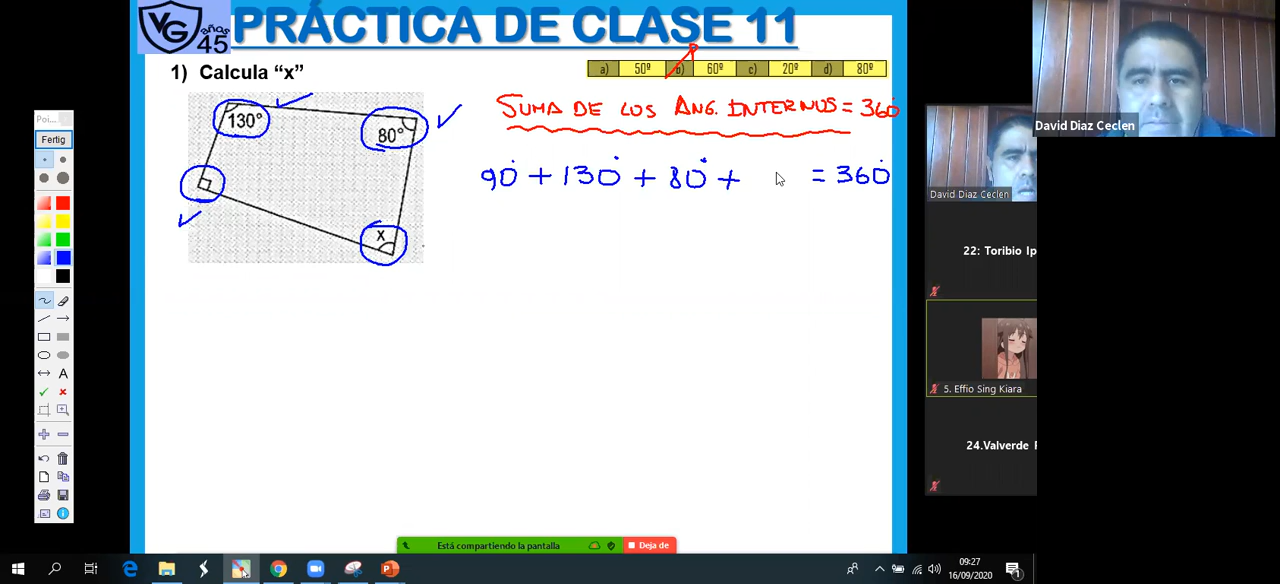 VG
años
45
PRÁCTICA DE CLASE 11
1) Calcula “x”
a) 50º b) 60º c) 20º d) 80º
SUMA DE LOS ANG. INTERNOS = 360
130°
80°
x
90° + 130° + 80° + = 360°
Poi...
Fertig
A
David Diaz Ceclen
David Diaz Ceclen
22: Toribio Ip
5. Effio Sing Kiara
24.Valverde F
Está compartiendo la pantalla
Deja de
09:27
16/09/2020
1